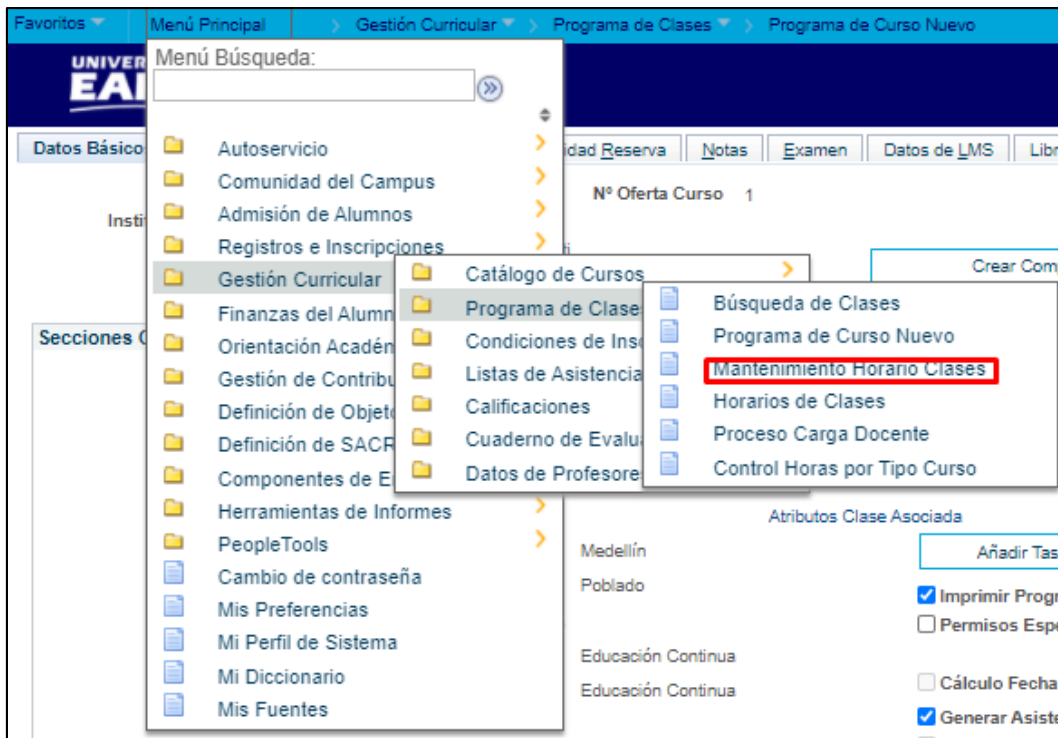 Favoritos Menú Principal > Gestión Curricular > Programa de Clases > Programa de Curso Nuevo
Menú Búsqueda:
Datos Básico
Reserva
Notas
Examen
Datos de LMS
Nº Oferta Curso 1
Autoservicio
Comunidad del Campus
Admisión de Alumnos
Registros e Inscripciones
Gestión Curricular
Finanzas del Alumn
Orientación Académ
Gestión de Contribu
Definición de Objeto
Definición de SACR
Componentes de E
Herramientas de Informes
PeopleTools
Cambio de contraseña
Mis Preferencias
Mi Perfil de Sistema
Mi Diccionario
Mis Fuentes
Catálogo de Cursos
Programa de Clases
Condiciones de Ins
Listas de Asistencia
Calificaciones
Cuaderno de Evalu
Datos de Profesores
Búsqueda de Clases
Programa de Curso Nuevo
Mantenimiento Horario Clases
Horarios de Clases
Proceso Carga Docente
Control Horas por Tipo Curso
Crear Com
Secciones
Atributos Clase Asociada
Medellín
Añadir Tas
Poblado
Imprimir Progr
Permisos Espe
Educación Continua
Educación Continua
Cálculo Fecha
Generar Asiste